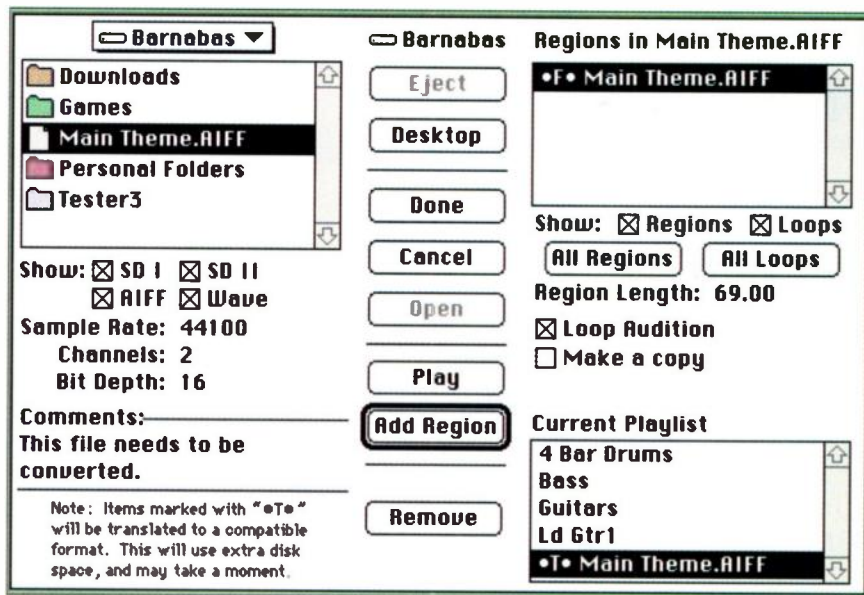 Barnabas
Downloads
Games
Main Theme.AIFF
Personal Folders
Tester3
Show: SD I SD II
AIFF Wave
Sample Rate: 44100
Channels: 2
Bit Depth: 16
Comments:
This file needs to be
converted.
Note: Items marked with "•T•"
will be translated to a compatible
format. This will use extra disk
space, and may take a moment.
Barnabas
Eject
Desktop
Done
Cancel
Open
Play
Add Region
Remove
Regions in Main Theme.AIFF
•F• Main Theme.AIFF
Show: Regions Loops
All Regions All Loops
Region Length: 69.00
Loop Audition
Make a copy
Current Playlist
4 Bar Drums
Bass
Guitars
Ld Gtr1
•T• Main Theme.AIFF